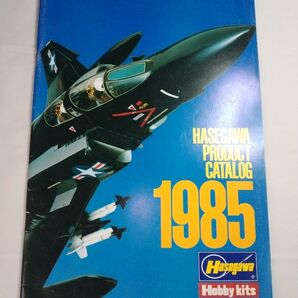 HASEGAWA
PRODUCT
CATALOG
1985
Hasegawa
Hobby kits